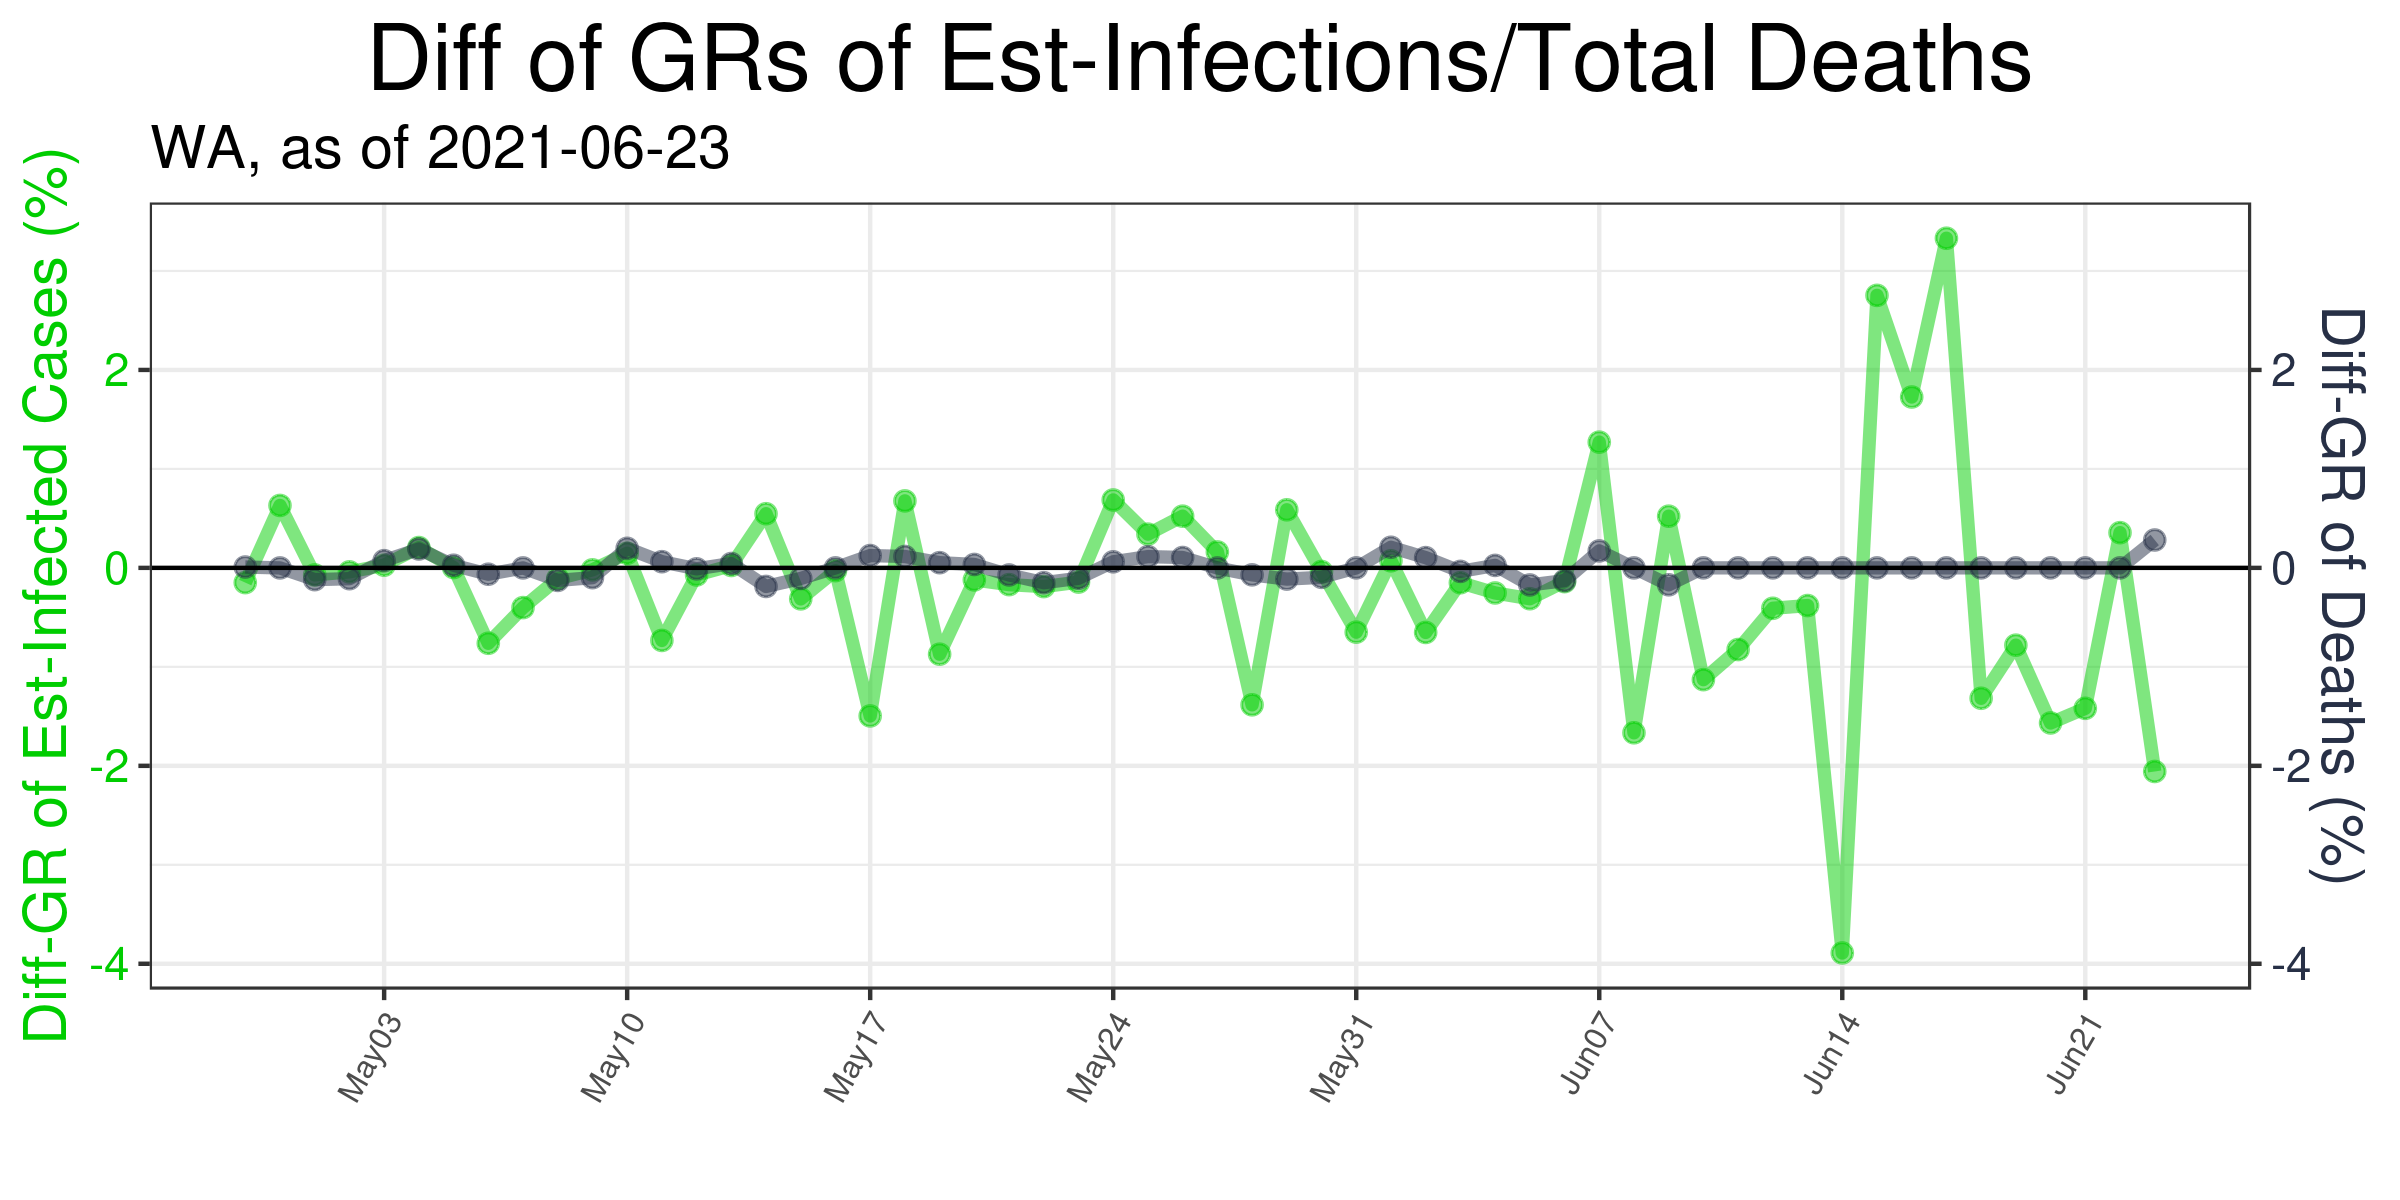 Diff of GRs of Est-Infections/Total Deaths
WA, as of 2021-06-23
Diff-GR of Est-Infected Cases (%)
2
0
-2
-4
2
0
-2
-4
Diff-GR of Deaths (%)
May03
May10
May17
May24
May31
Jun07
Jun14
Jun21